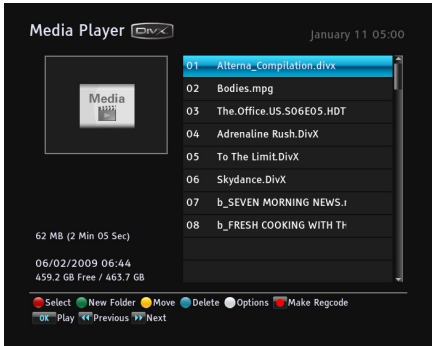 Media Player DIVX
January 11 05:00
Media
01 Alterna_Compilation.divx
02 Bodies.mpg
03 The.Office.US.S06E05.HDT
04 Adrenaline Rush.DivX
05 To The Limit.DivX
06 Skydance.DivX
07 b_SEVEN MORNING NEWS.
08 b_FRESH COOKING WITH TH
62 MB (2 Min 05 Sec)
06/02/2009 06:44
459.2 GB Free / 463.7 GB
Select New Folder Move Delete Options Make Regcode
OK Play Previous Next